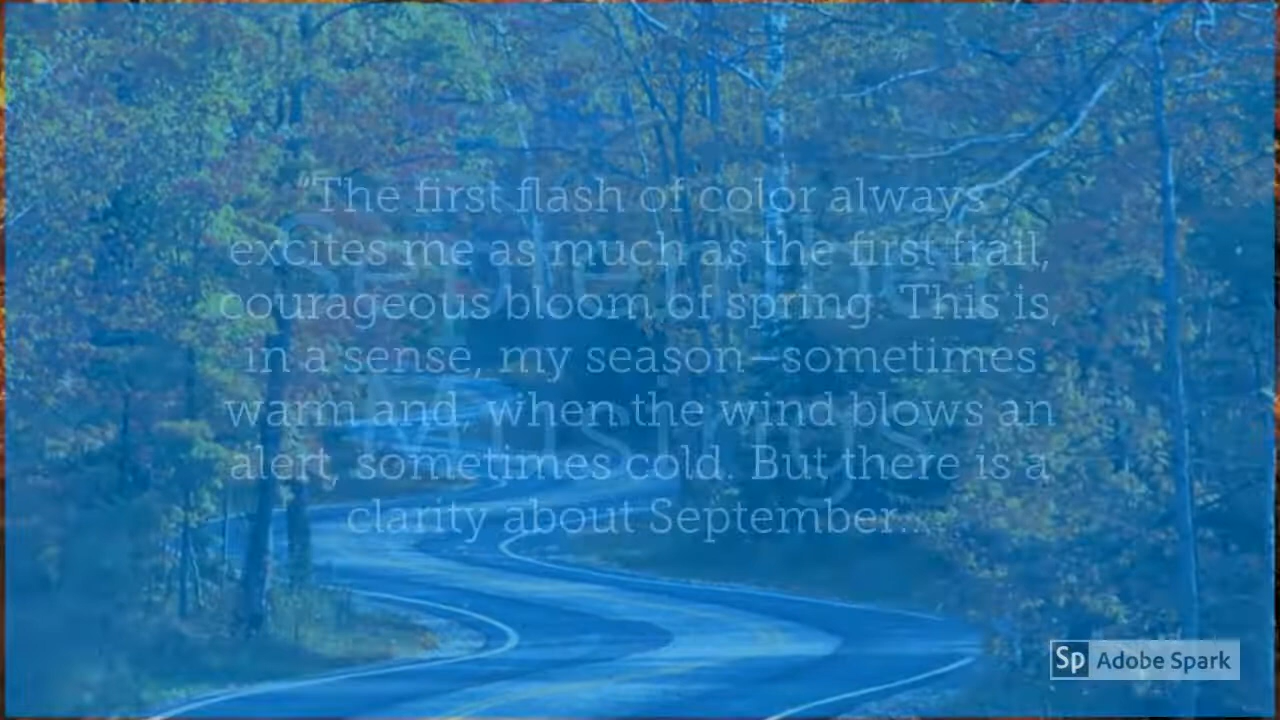 “The first flash of color always
excites me as much as the first frail,
courageous bloom of spring. This is,
in a sense, my season—sometimes
warm and, when the wind blows an
alert, sometimes cold. But there is a
clarity about September...
September
Musings
Sp Adobe Spark